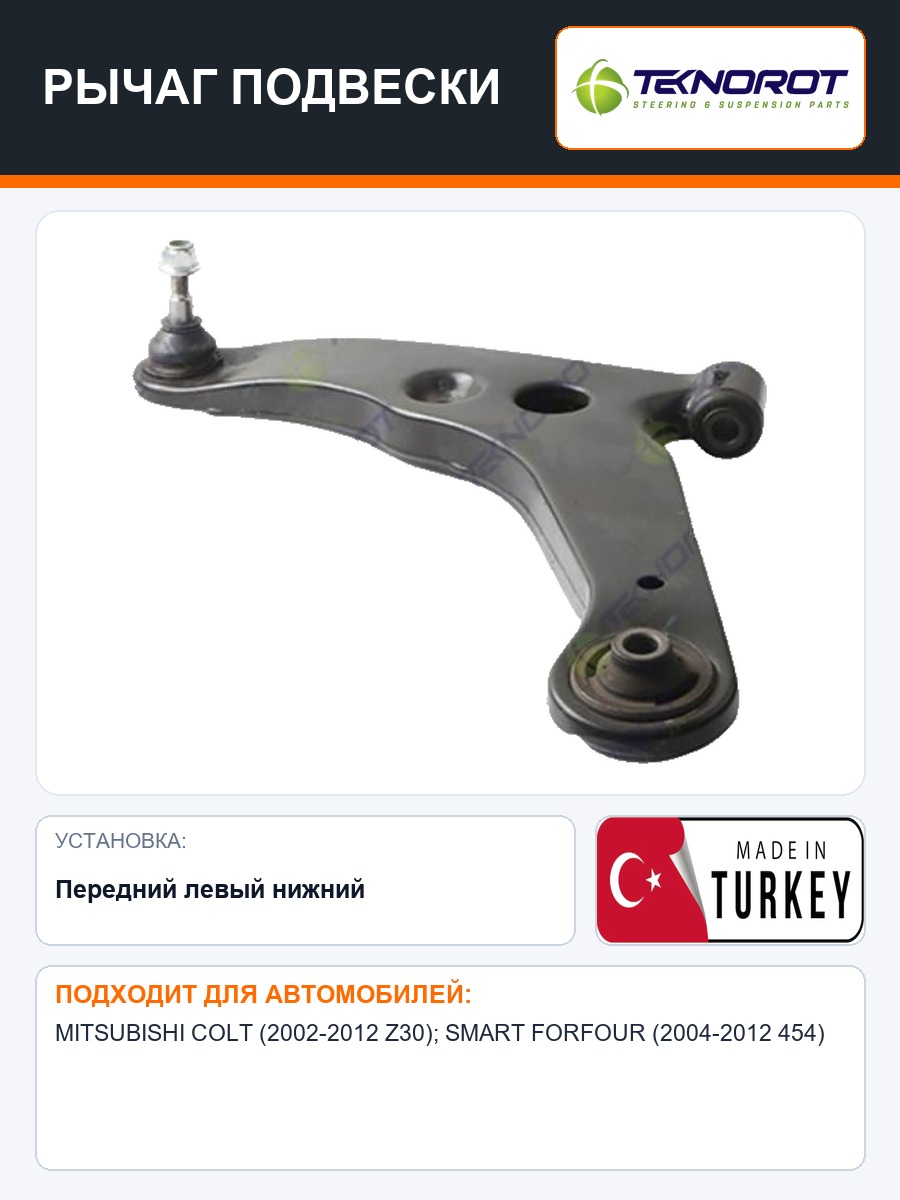 РЫЧАГ ПОДВЕСКИ
TEKNOROT
STEERING & SUSPENSION PARTS
УСТАНОВКА:
Передний левый нижний
MADE IN
TURKEY
ПОДХОДИТ ДЛЯ АВТОМОБИЛЕЙ:
MITSUBISHI COLT (2002-2012 Z30); SMART FORFOUR (2004-2012 454)